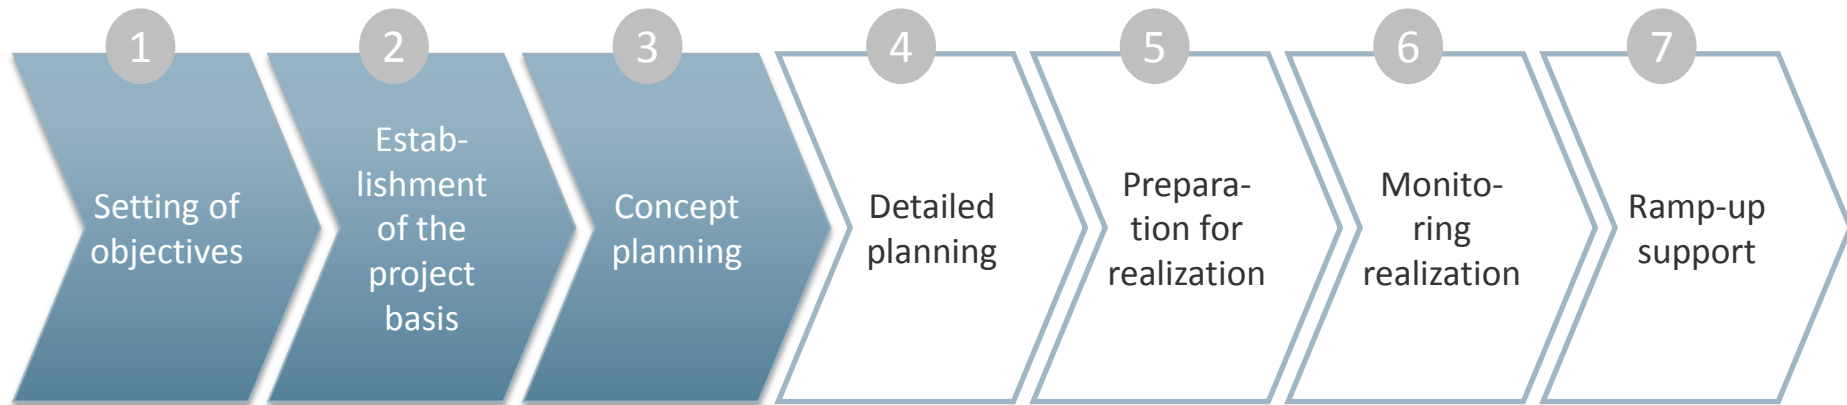 1
Setting of
objectives
2
Estab-
lishment
of the
project
basis
3
Concept
planning
4
Detailed
planning
5
Prepara-
tion for
realization
6
Monito-
ring
realization
7
Ramp-up
support